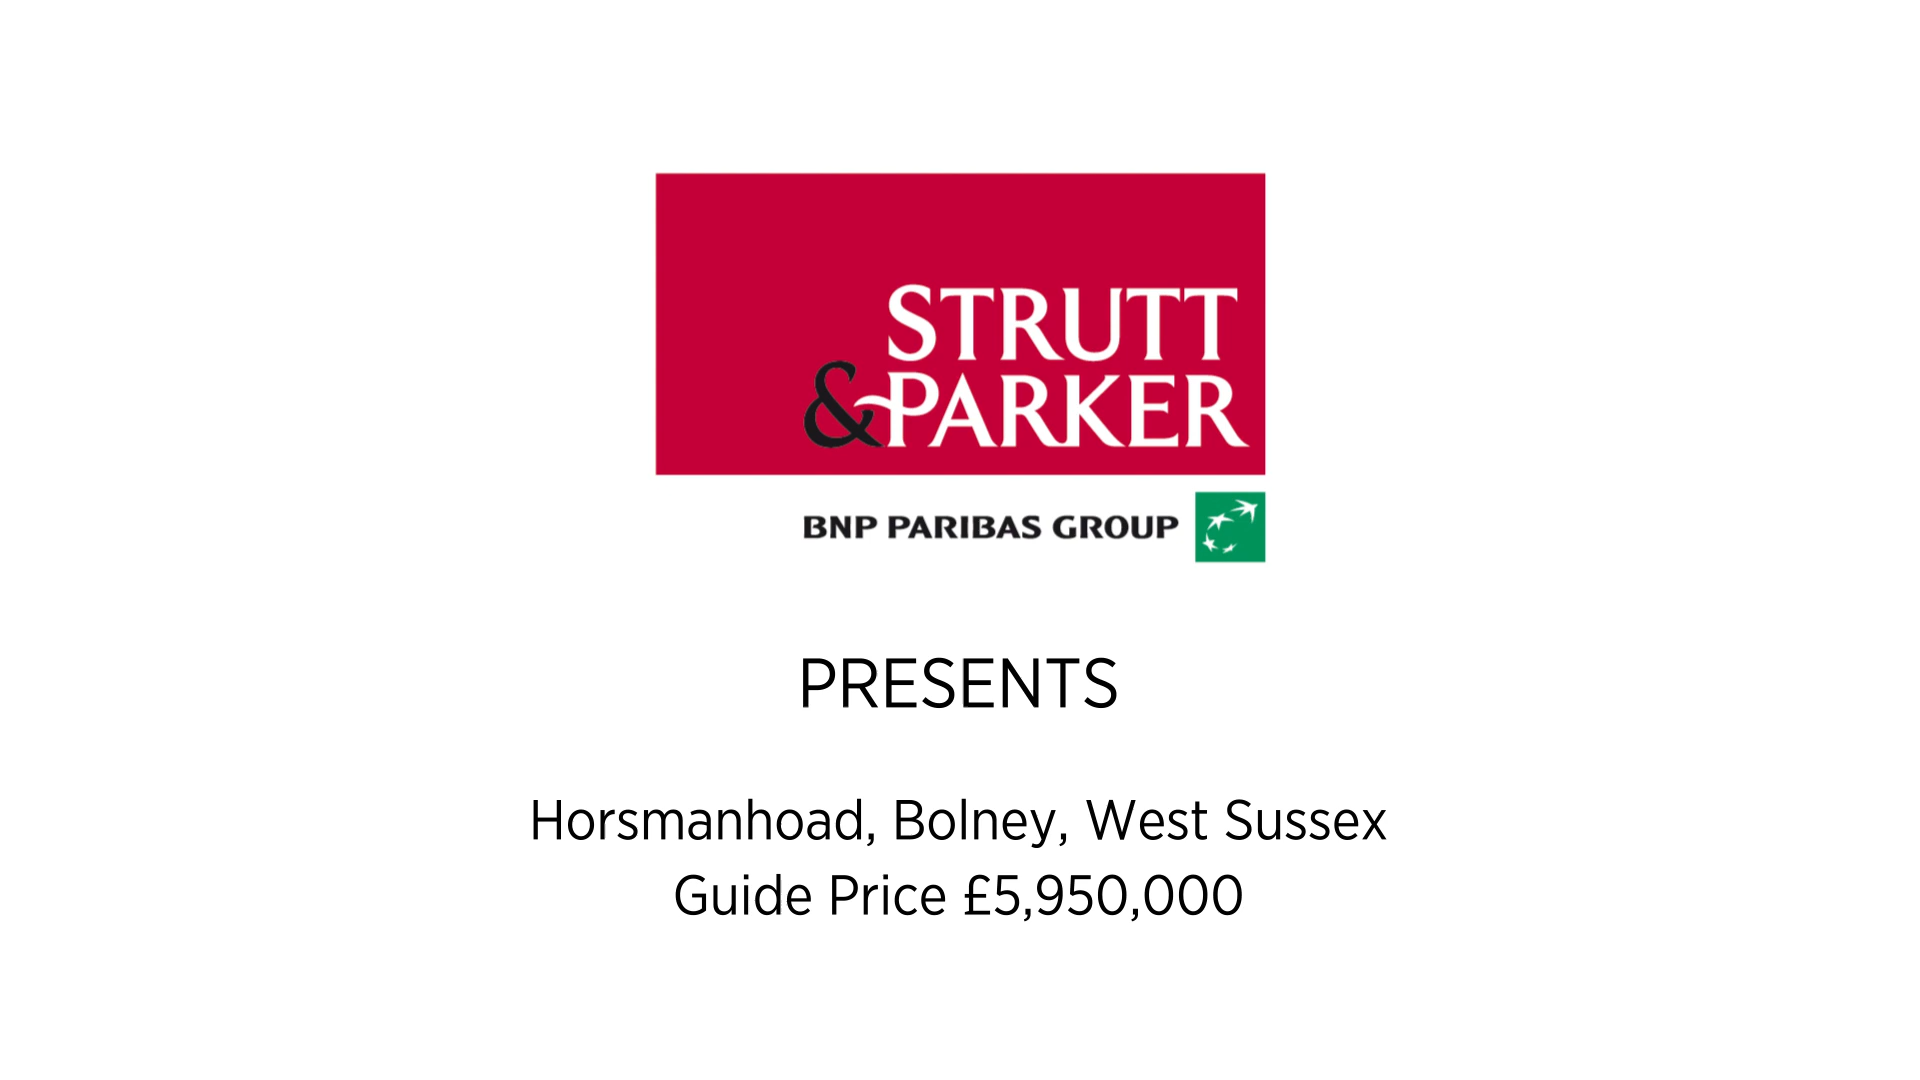 STRUTT
&PARKER
BNP PARIBAS GROUP
PRESENTS
Horsmanhoad, Bolney, West Sussex
Guide Price £5,950,000